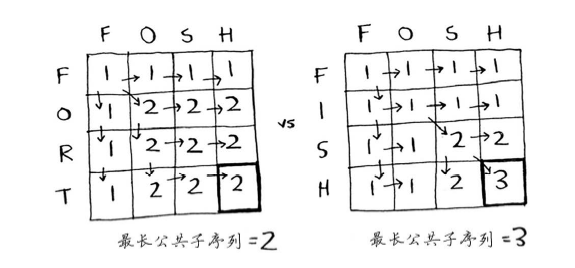 F O S H
F 1 → 1 → 1 → 1
O 1 2 → 2 → 2
R 1 2 → 2 → 2
T 1 2 → 2 → 2
最长公共子序列=2
vs
F O S H
F 1 → 1 → 1 → 1
I 1 → 1 → 1 → 1
S 1 → 1 2 → 2
H 1 → 1 2 3
最长公共子序列=3